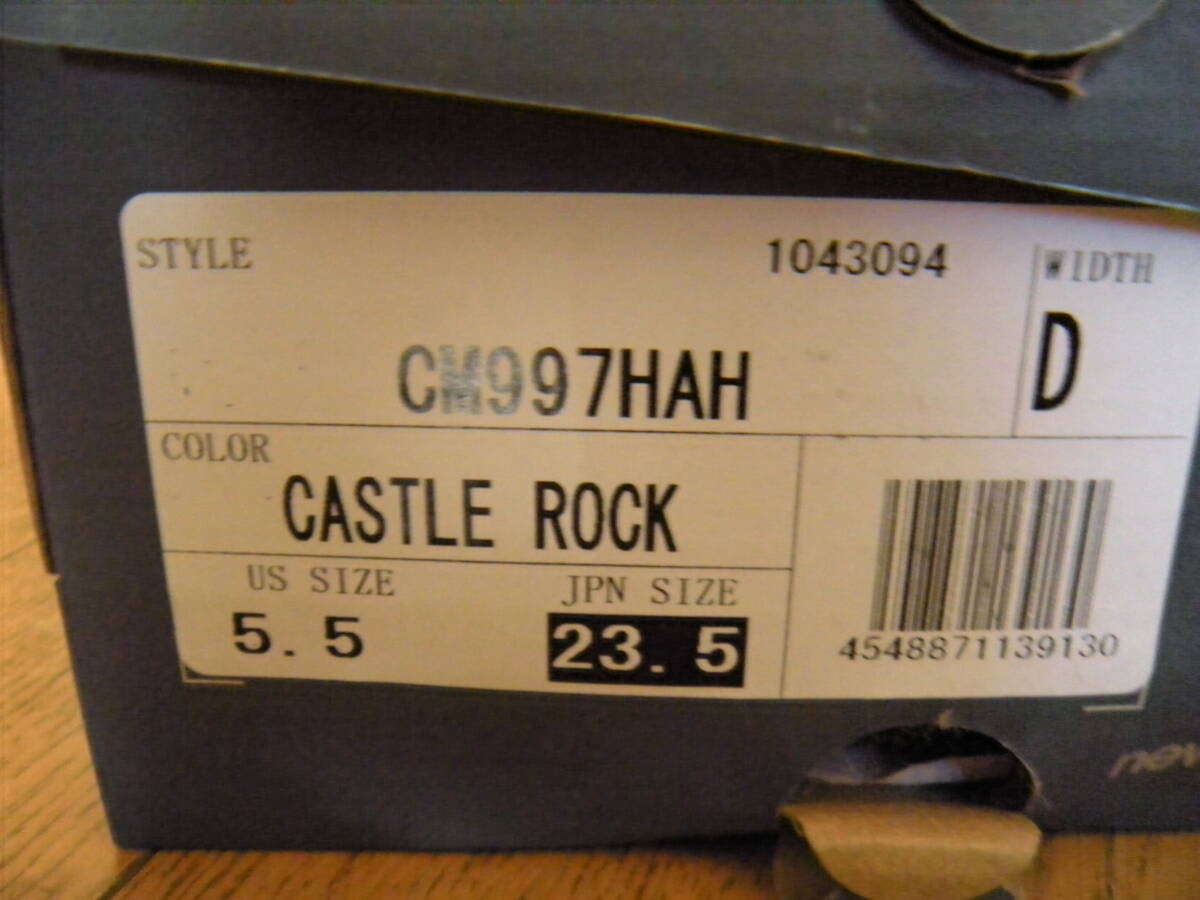 STYLE 1043094 WIDTH
CM997HAH D
COLOR
CASTLE ROCK
US SIZE JPN SIZE
5.5 23.5
4548871139130